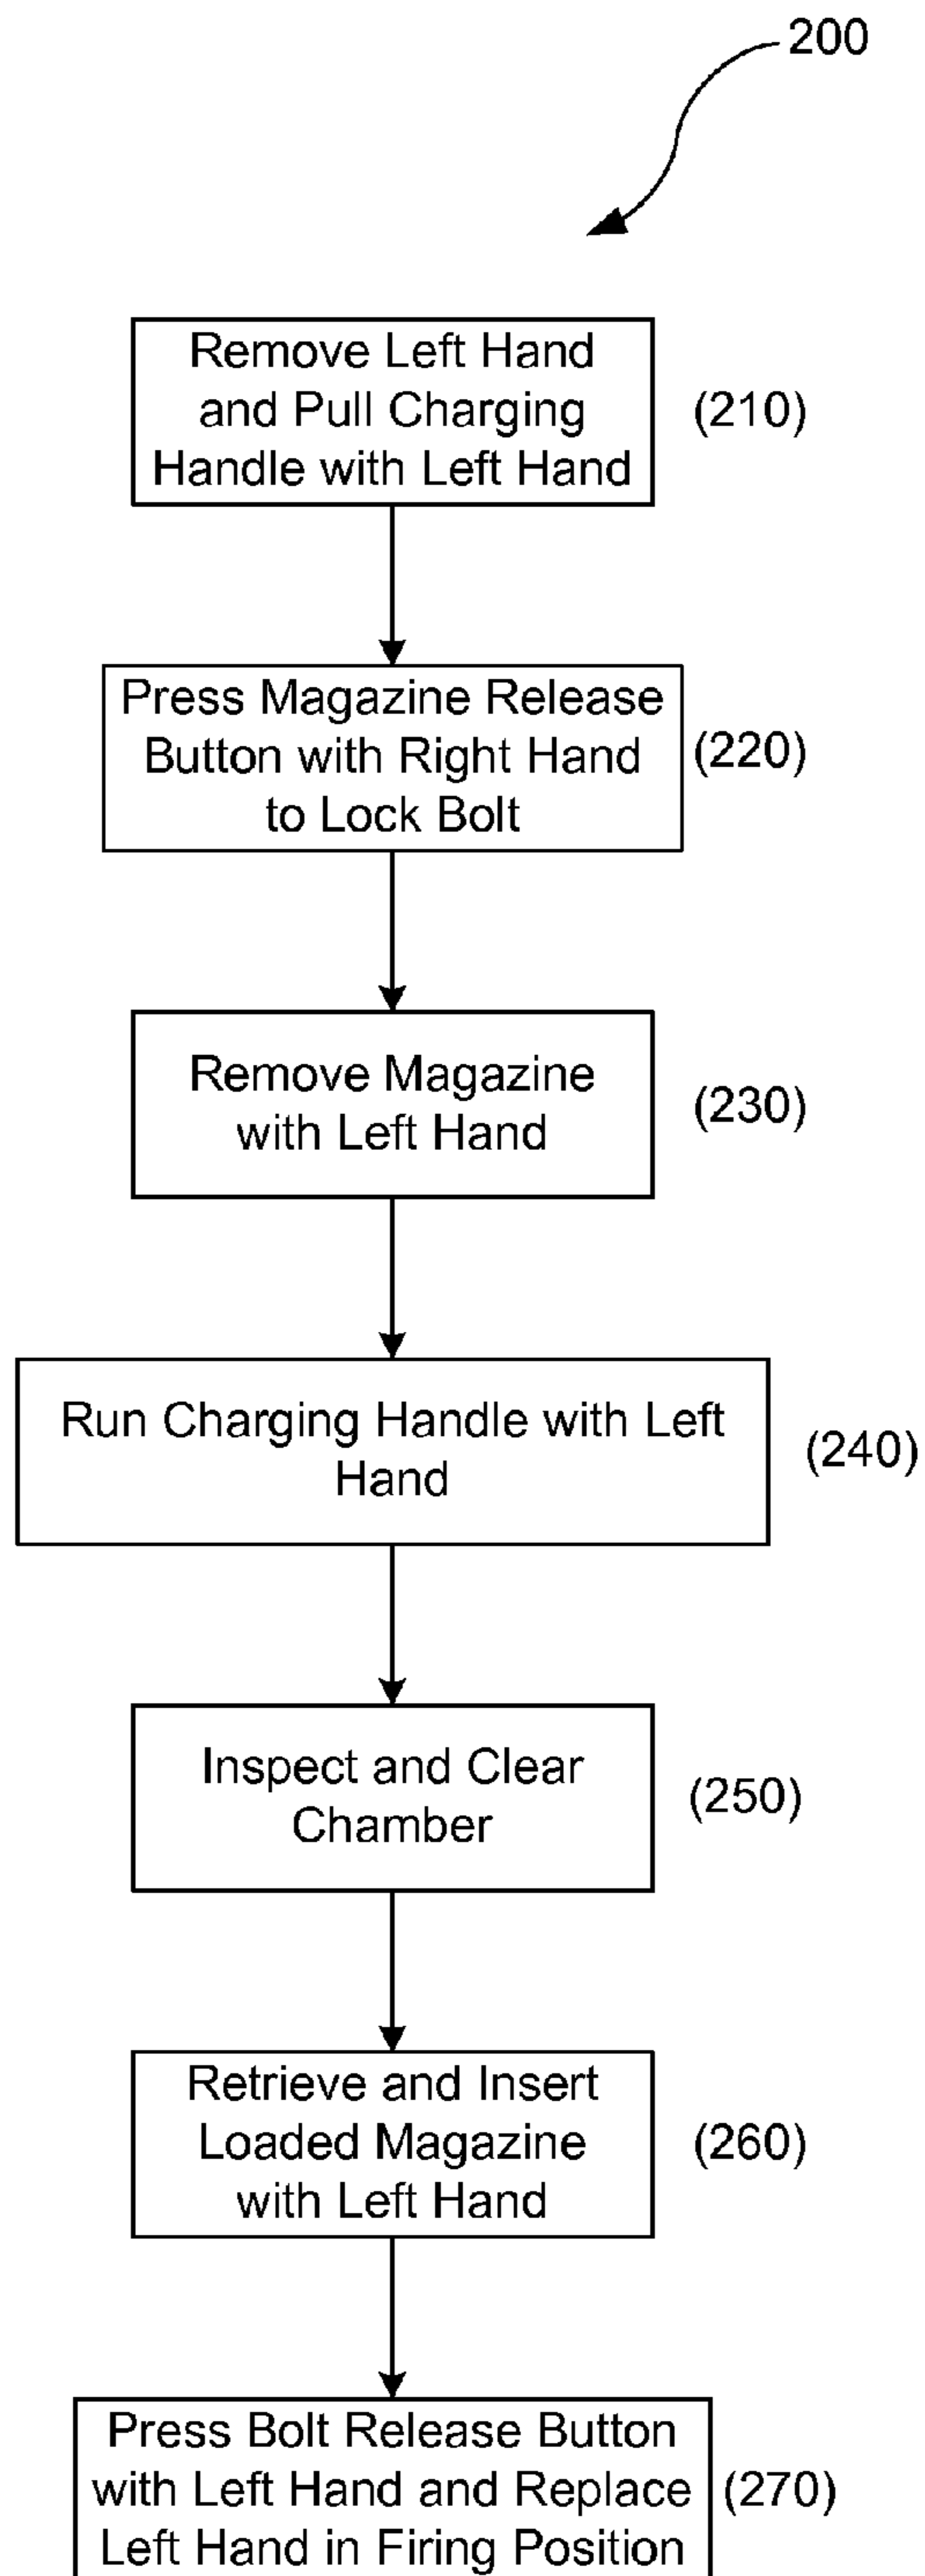 200
Remove Left Hand
and Pull Charging
Handle with Left Hand
(210)
Press Magazine Release
Button with Right Hand
to Lock Bolt
(220)
Remove Magazine
with Left Hand
(230)
Run Charging Handle with Left
Hand
(240)
Inspect and Clear
Chamber
(250)
Retrieve and Insert
Loaded Magazine
with Left Hand
(260)
Press Bolt Release Button
with Left Hand and Replace
Left Hand in Firing Position
(270)